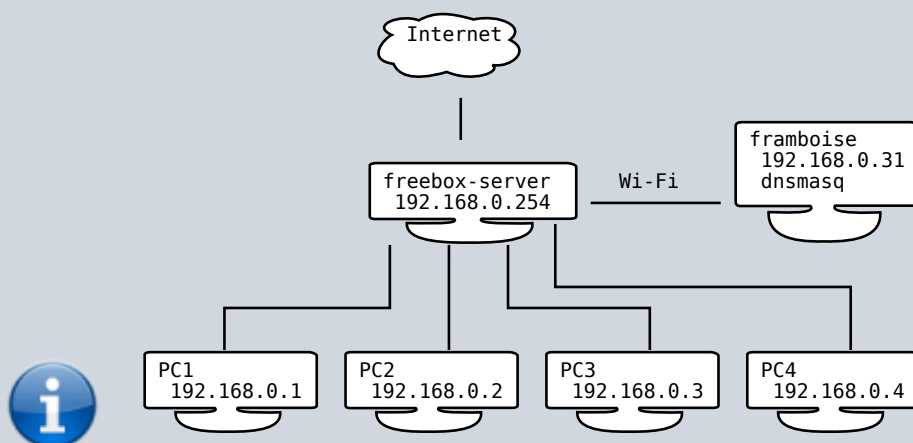 Internet
framboise
192.168.0.31
dnsmasq
freebox-server
192.168.0.254
Wi-Fi
PC1
192.168.0.1
PC2
192.168.0.2
PC3
192.168.0.3
PC4
192.168.0.4